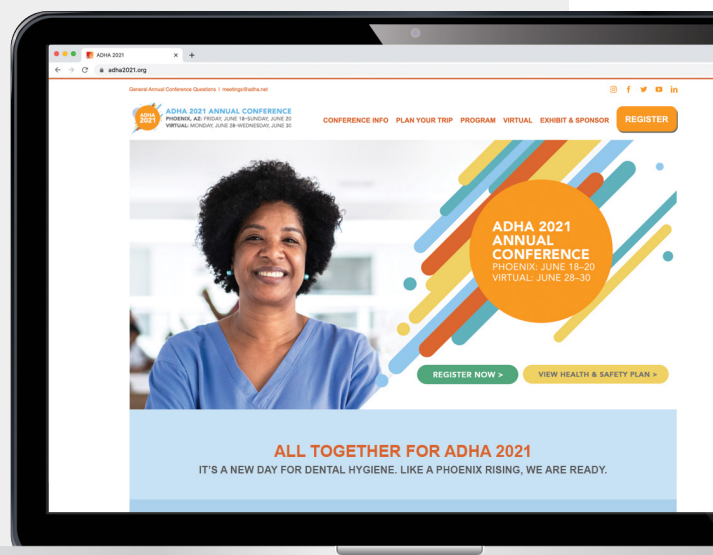 ADHA 2021
adha2021.org
General Annual Conference Questions | meetings@adha.net
ADHA
2021
ADHA 2021 ANNUAL CONFERENCE
PHOENIX, AZ: FRIDAY, JUNE 18–SUNDAY, JUNE 20
VIRTUAL: MONDAY, JUNE 28–WEDNESDAY, JUNE 30
CONFERENCE INFO PLAN YOUR TRIP PROGRAM VIRTUAL EXHIBIT & SPONSOR REGISTER
ADHA 2021
ANNUAL
CONFERENCE
PHOENIX: JUNE 18–20
VIRTUAL: JUNE 28–30
REGISTER NOW > VIEW HEALTH & SAFETY PLAN >
ALL TOGETHER FOR ADHA 2021
IT'S A NEW DAY FOR DENTAL HYGIENE. LIKE A PHOENIX RISING, WE ARE READY.